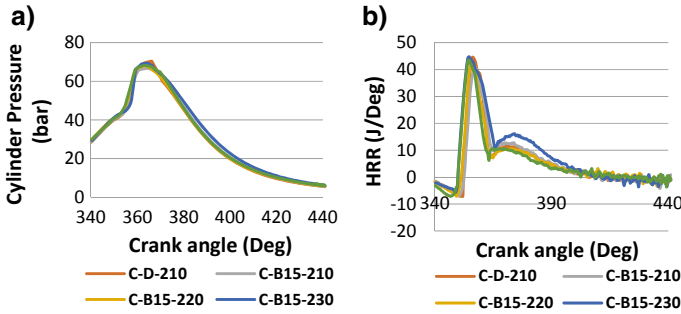 a)
Cylinder Pressure
(bar)
80
60
40
20
0
340 360 380 400 420 440
Crank angle (Deg)
C-D-210 C-B15-210
C-B15-220 C-B15-230
b)
HRR (J/Deg)
50
40
30
20
10
0
-10
-20
340 390 440
Crank angle (Deg)
C-D-210 C-B15-210
C-B15-220 C-B15-230